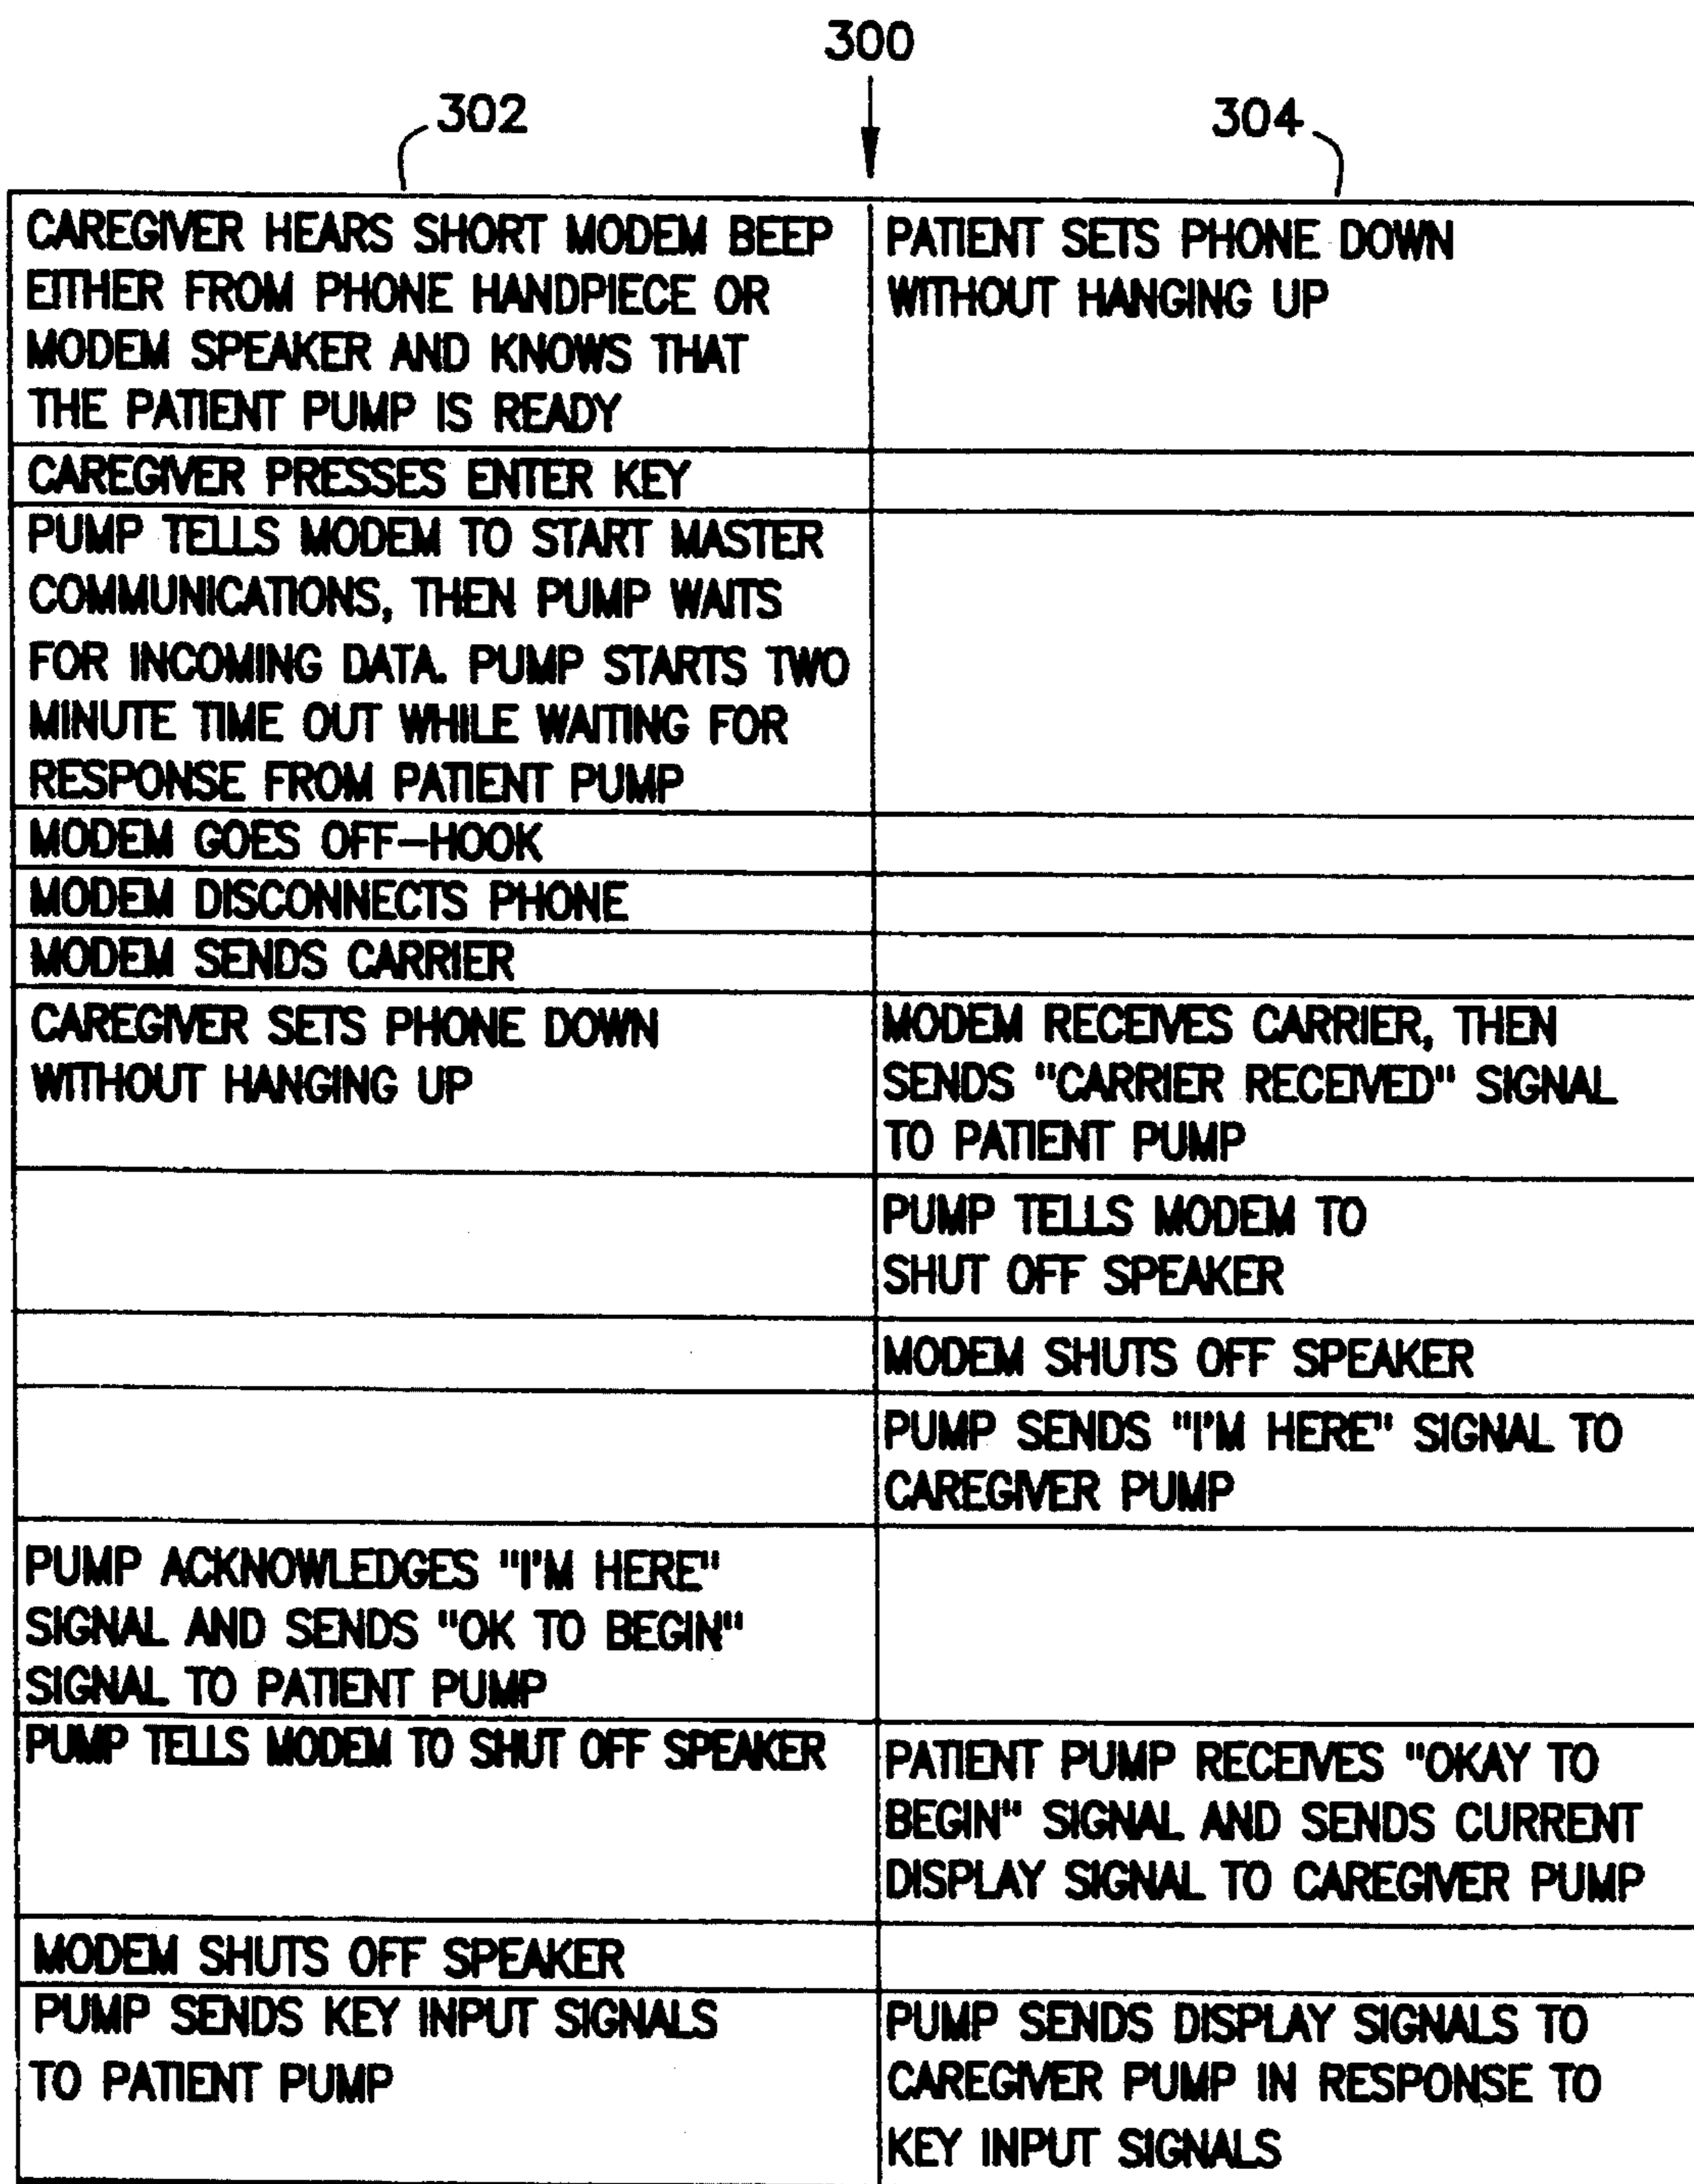 300
302
304
CAREGIVER HEARS SHORT MODEM BEEP
EITHER FROM PHONE HANDPIECE OR
MODEM SPEAKER AND KNOWS THAT
THE PATIENT PUMP IS READY
PATIENT SETS PHONE DOWN
WITHOUT HANGING UP
CAREGIVER PRESSES ENTER KEY
PUMP TELLS MODEM TO START MASTER
COMMUNICATIONS, THEN PUMP WAITS
FOR INCOMING DATA. PUMP STARTS TWO
MINUTE TIME OUT WHILE WAITING FOR
RESPONSE FROM PATIENT PUMP
MODEM GOES OFF-HOOK
MODEM DISCONNECTS PHONE
MODEM SENDS CARRIER
CAREGIVER SETS PHONE DOWN
WITHOUT HANGING UP
MODEM RECEIVES CARRIER, THEN
SENDS "CARRIER RECEIVED" SIGNAL
TO PATIENT PUMP
PUMP TELLS MODEM TO
SHUT OFF SPEAKER
MODEM SHUTS OFF SPEAKER
PUMP SENDS "I'M HERE" SIGNAL TO
CAREGIVER PUMP
PUMP ACKNOWLEDGES "I'M HERE"
SIGNAL AND SENDS "OK TO BEGIN"
SIGNAL TO PATIENT PUMP
PUMP TELLS MODEM TO SHUT OFF SPEAKER
PATIENT PUMP RECEIVES "OKAY TO
BEGIN" SIGNAL AND SENDS CURRENT
DISPLAY SIGNAL TO CAREGIVER PUMP
MODEM SHUTS OFF SPEAKER
PUMP SENDS KEY INPUT SIGNALS
TO PATIENT PUMP
PUMP SENDS DISPLAY SIGNALS TO
CAREGIVER PUMP IN RESPONSE TO
KEY INPUT SIGNALS